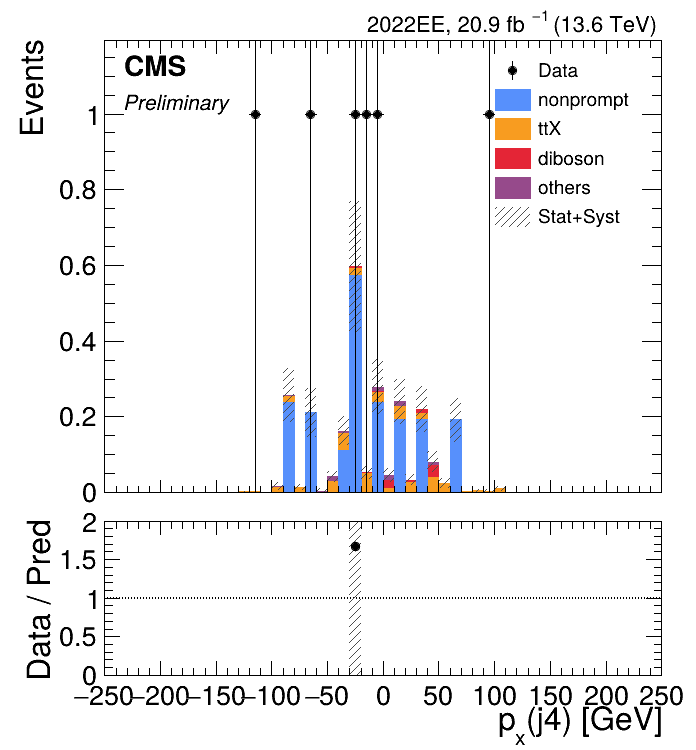 2022EE, 20.9 fb⁻¹ (13.6 TeV)
CMS
Preliminary
Events
Data
nonprompt
ttX
diboson
others
Stat+Syst
1
0.8
0.6
0.4
0.2
0
Data / Pred
2
1.5
1
0.5
0
−250 −200 −150 −100 −50 0 50 100 150 200 250
pₓ(j4) [GeV]